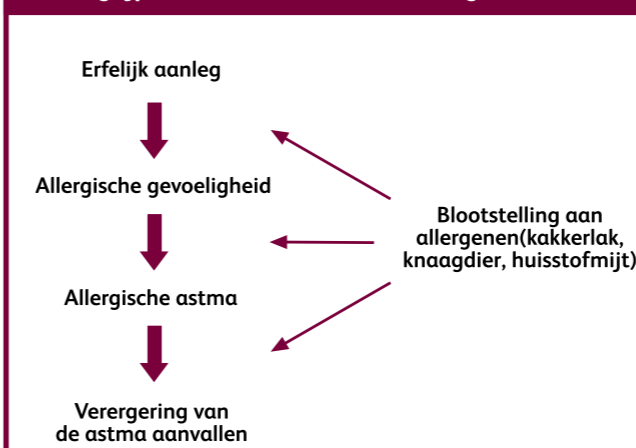 Erfelijk aanleg
Allergische gevoeligheid
Allergische astma
Verergering van
de astma aanvallen
Blootstelling aan
allergenen(kakkerlak,
knaagdier, huisstofmijt)